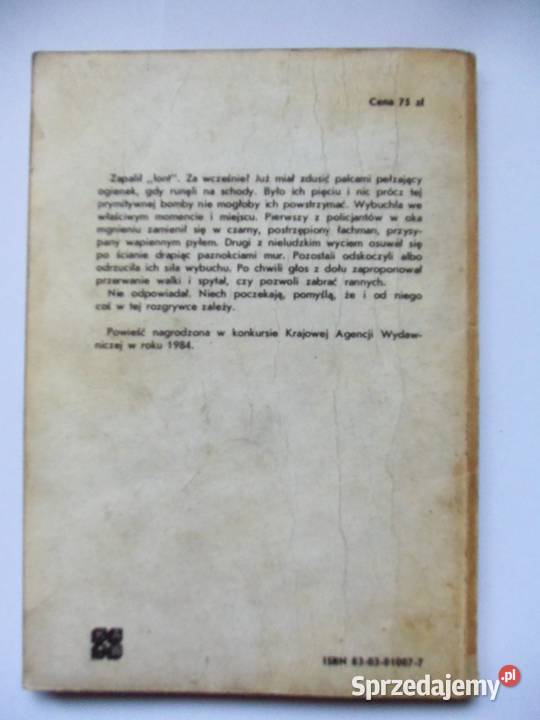 Cena 75 zł
Zapalił „lont". Za wcześnie! Już miał zdusić palcami pełzający
ogienek, gdy runęli na schody. Było ich pięciu i nic prócz tej
prymitywnej bomby nie mogłoby ich powstrzymać. Wybuchła we
właściwym momencie i miejscu. Pierwszy z policjantów w oka
mgnieniu zamienił się w czarny, postrzępiony łachman, przysy-
pany wapiennym pyłem. Drugi z nieludzkim wyciem osuwał się
po ścianie drapiąc paznokciami mur. Pozostali odskoczyli albo
odrzuciła ich siła wybuchu. Po chwili głos z dołu zaproponował
przerwanie walki i spytał, czy pozwoli zabrać rannych.
Nie odpowiadał. Niech poczekają, pomyślą, że i od niego
coś w tej rozgrywce zależy.
Powieść nagrodzona w konkursie Krajowej Agencji Wydaw-
niczej w roku 1984.
ISBN 83-03-01007-7
Sprzedajemy.pl